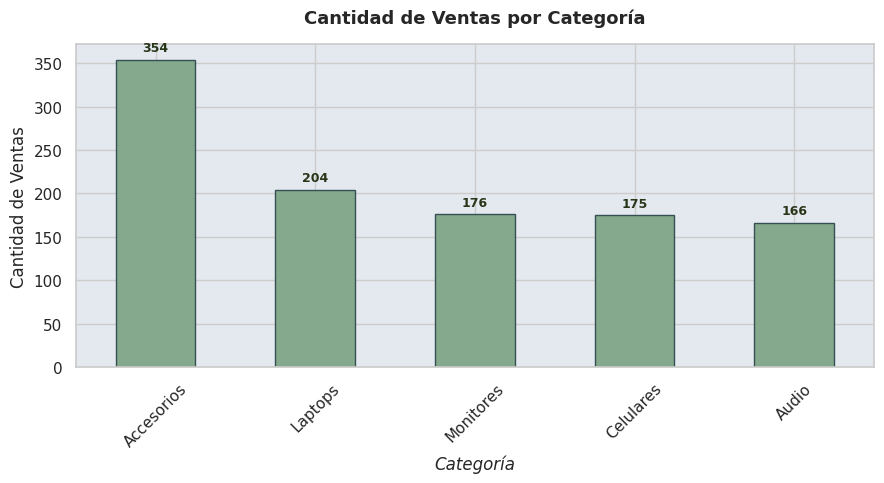 Cantidad de Ventas por Categoría
Cantidad de Ventas
350
300
250
200
150
100
50
0
354
204
176
175
166
Accesorios
Laptops
Monitores
Celulares
Audio
Categoría